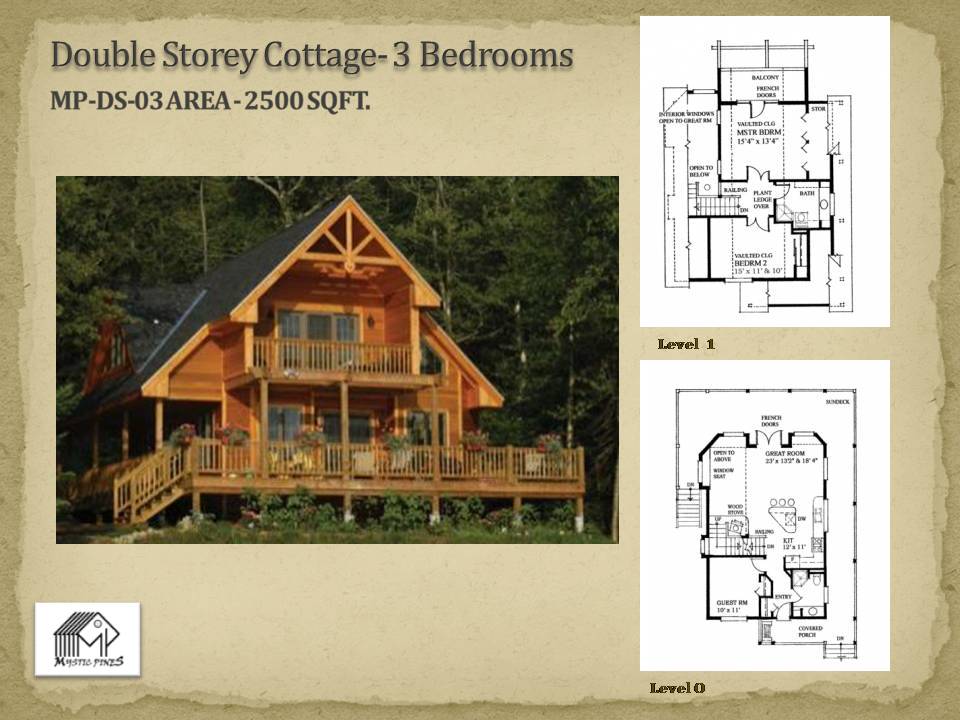 Double Storey Cottage- 3 Bedrooms
MP-DS-03 AREA - 2500 SQFT.
BALCONY
FRENCH
DOORS
STOR
INTERIOR WINDOWS
OPEN TO GREAT RM
VAULTED CLG
MSTR BDRM
15'4" x 13'4"
OPEN TO
BELOW
RAILING
PLANT
LEDGE
OVER
BATH
DN
VAULTED CLG
BEDRM 2
15' x 11' & 10'
Level 1
SUNDECK
FRENCH
DOORS
OPEN TO
ABOVE
GREAT ROOM
23' x 13'2" & 18' 4"
WINDOW
SEAT
DN
WOOD
STOVE
UP
DW
RAILING
DN
KIT
12' x 11'
F
ENTRY
GUEST RM
10' x 11'
COVERED
PORCH
DN
Level 0
MP
MYSTIC PINES